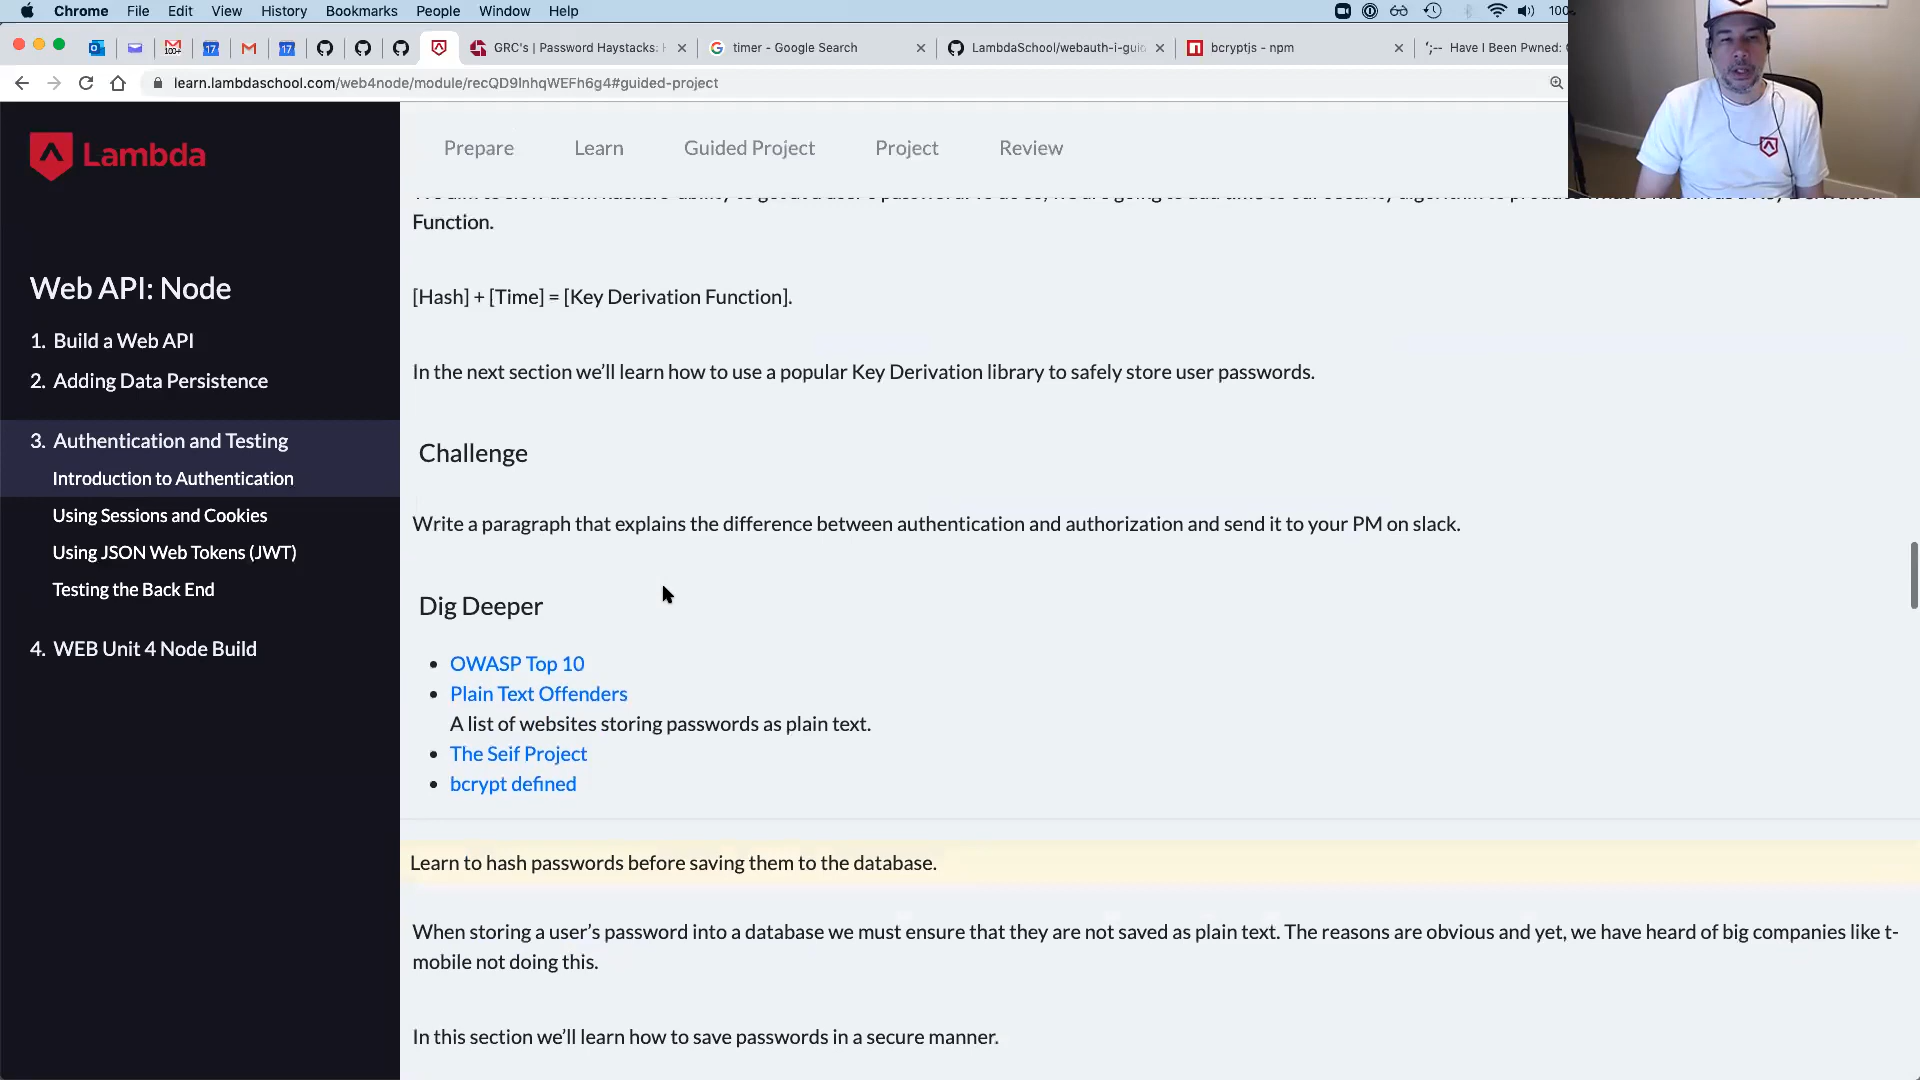 Chrome File Edit View History Bookmarks People Window Help
100
GRC's | Password Haystacks:
timer - Google Search
LambdaSchool/webauth-i-guid
bcryptjs - npm
Have I Been Pwned:
learn.lambdaschool.com/web4node/module/recQD9InhqWEFh6g4#guided-project
Lambda
Prepare Learn Guided Project Project Review
Function.
Web API: Node
1. Build a Web API
2. Adding Data Persistence
3. Authentication and Testing
Introduction to Authentication
Using Sessions and Cookies
Using JSON Web Tokens (JWT)
Testing the Back End
4. WEB Unit 4 Node Build
[Hash] + [Time] = [Key Derivation Function].
In the next section we’ll learn how to use a popular Key Derivation library to safely store user passwords.
Challenge
Write a paragraph that explains the difference between authentication and authorization and send it to your PM on slack.
Dig Deeper
• OWASP Top 10
• Plain Text Offenders
A list of websites storing passwords as plain text.
• The Seif Project
• bcrypt defined
Learn to hash passwords before saving them to the database.
When storing a user’s password into a database we must ensure that they are not saved as plain text. The reasons are obvious and yet, we have heard of big companies like t-
mobile not doing this.
In this section we’ll learn how to save passwords in a secure manner.